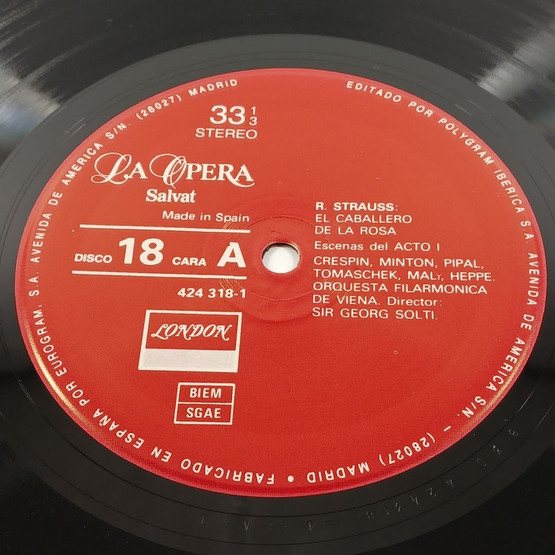 33 1/3
STEREO
LA OPERA
Salvat
Made in Spain
DISCO 18 CARA A
424 318-1
LONDON
BIEM
SGAE
R. STRAUSS:
EL CABALLERO
DE LA ROSA
Escenas del ACTO I
CRESPIN, MINTON, PIPAL,
TOMASCHEK, MALY, HEPPE.
ORQUESTA FILARMONICA
DE VIENA. Director:
SIR GEORG SOLTI.
EDITADO POR POLYGRAM IBERICA S/A. AVENIDA DE AMERICA S/N. - (28027) MADRID •
FABRICADO EN ESPAÑA POR EUROGRAM, S.A. AVENIDA DE AMERICA S/N. (28027) MADRID